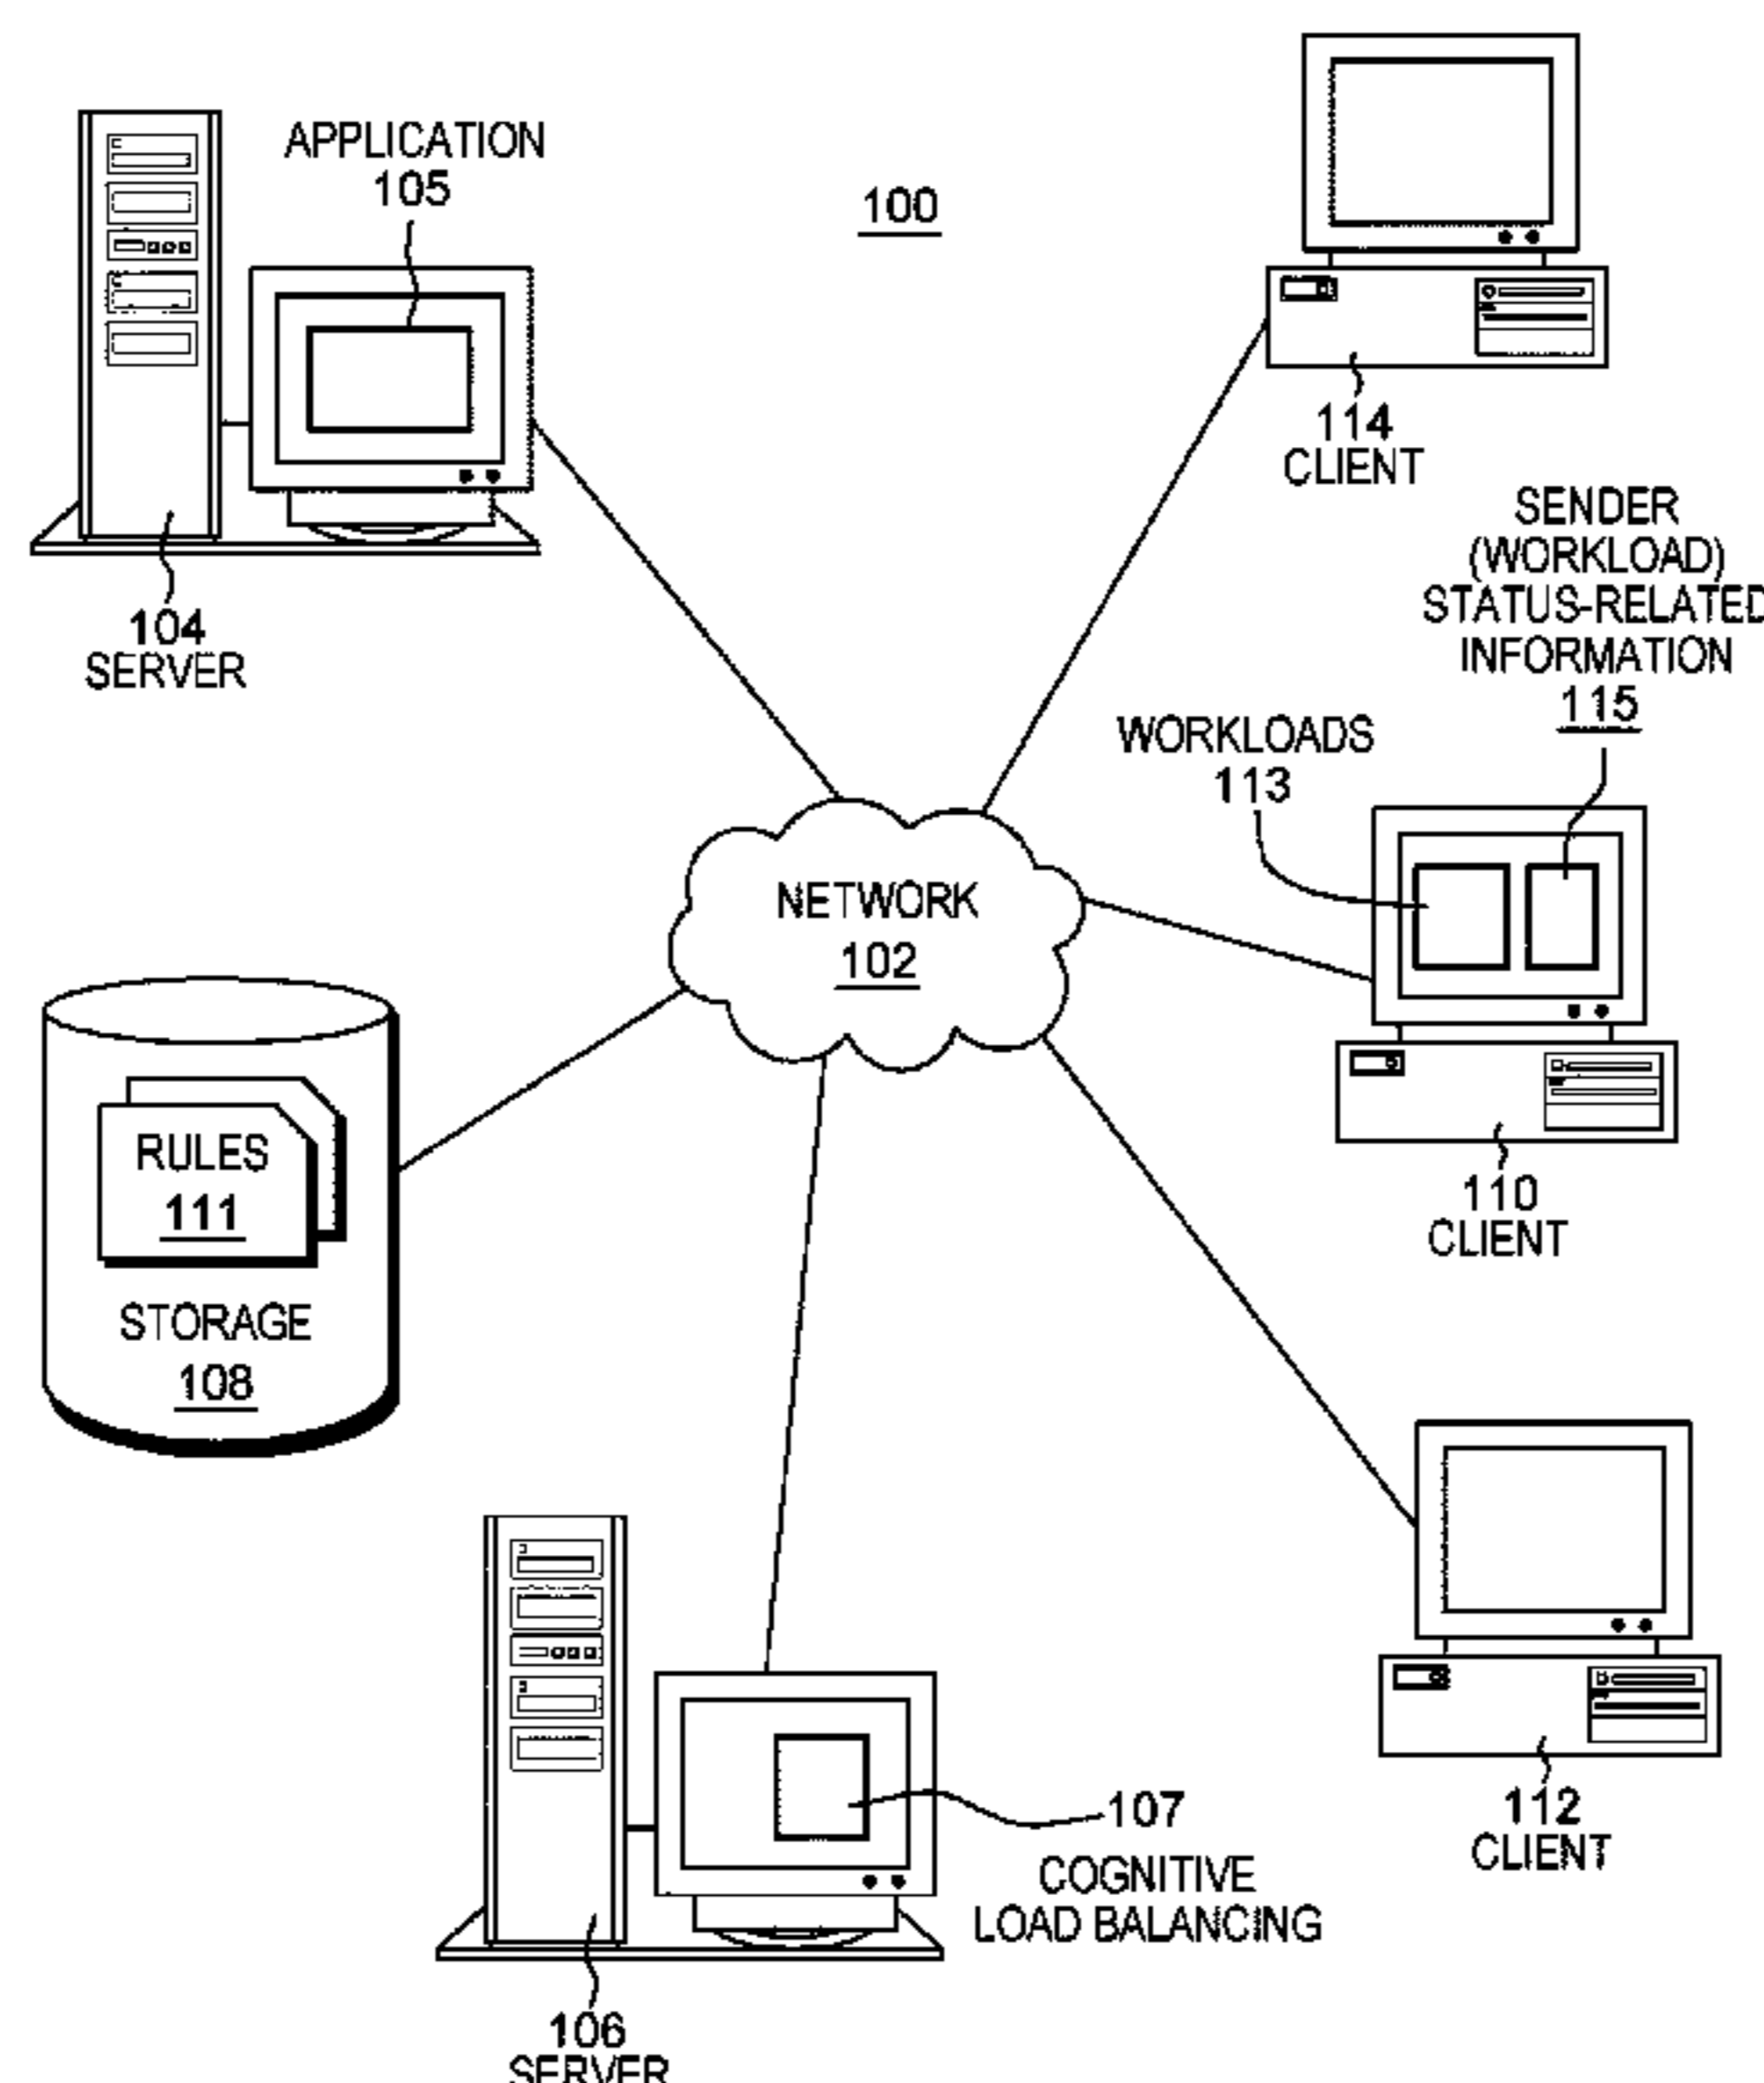 APPLICATION
105
100
104
SERVER
114
CLIENT
SENDER
(WORKLOAD)
STATUS-RELATED
INFORMATION
115
WORKLOADS
113
NETWORK
102
110
CLIENT
RULES
111
STORAGE
108
107
COGNITIVE
LOAD BALANCING
112
CLIENT
106
SERVER